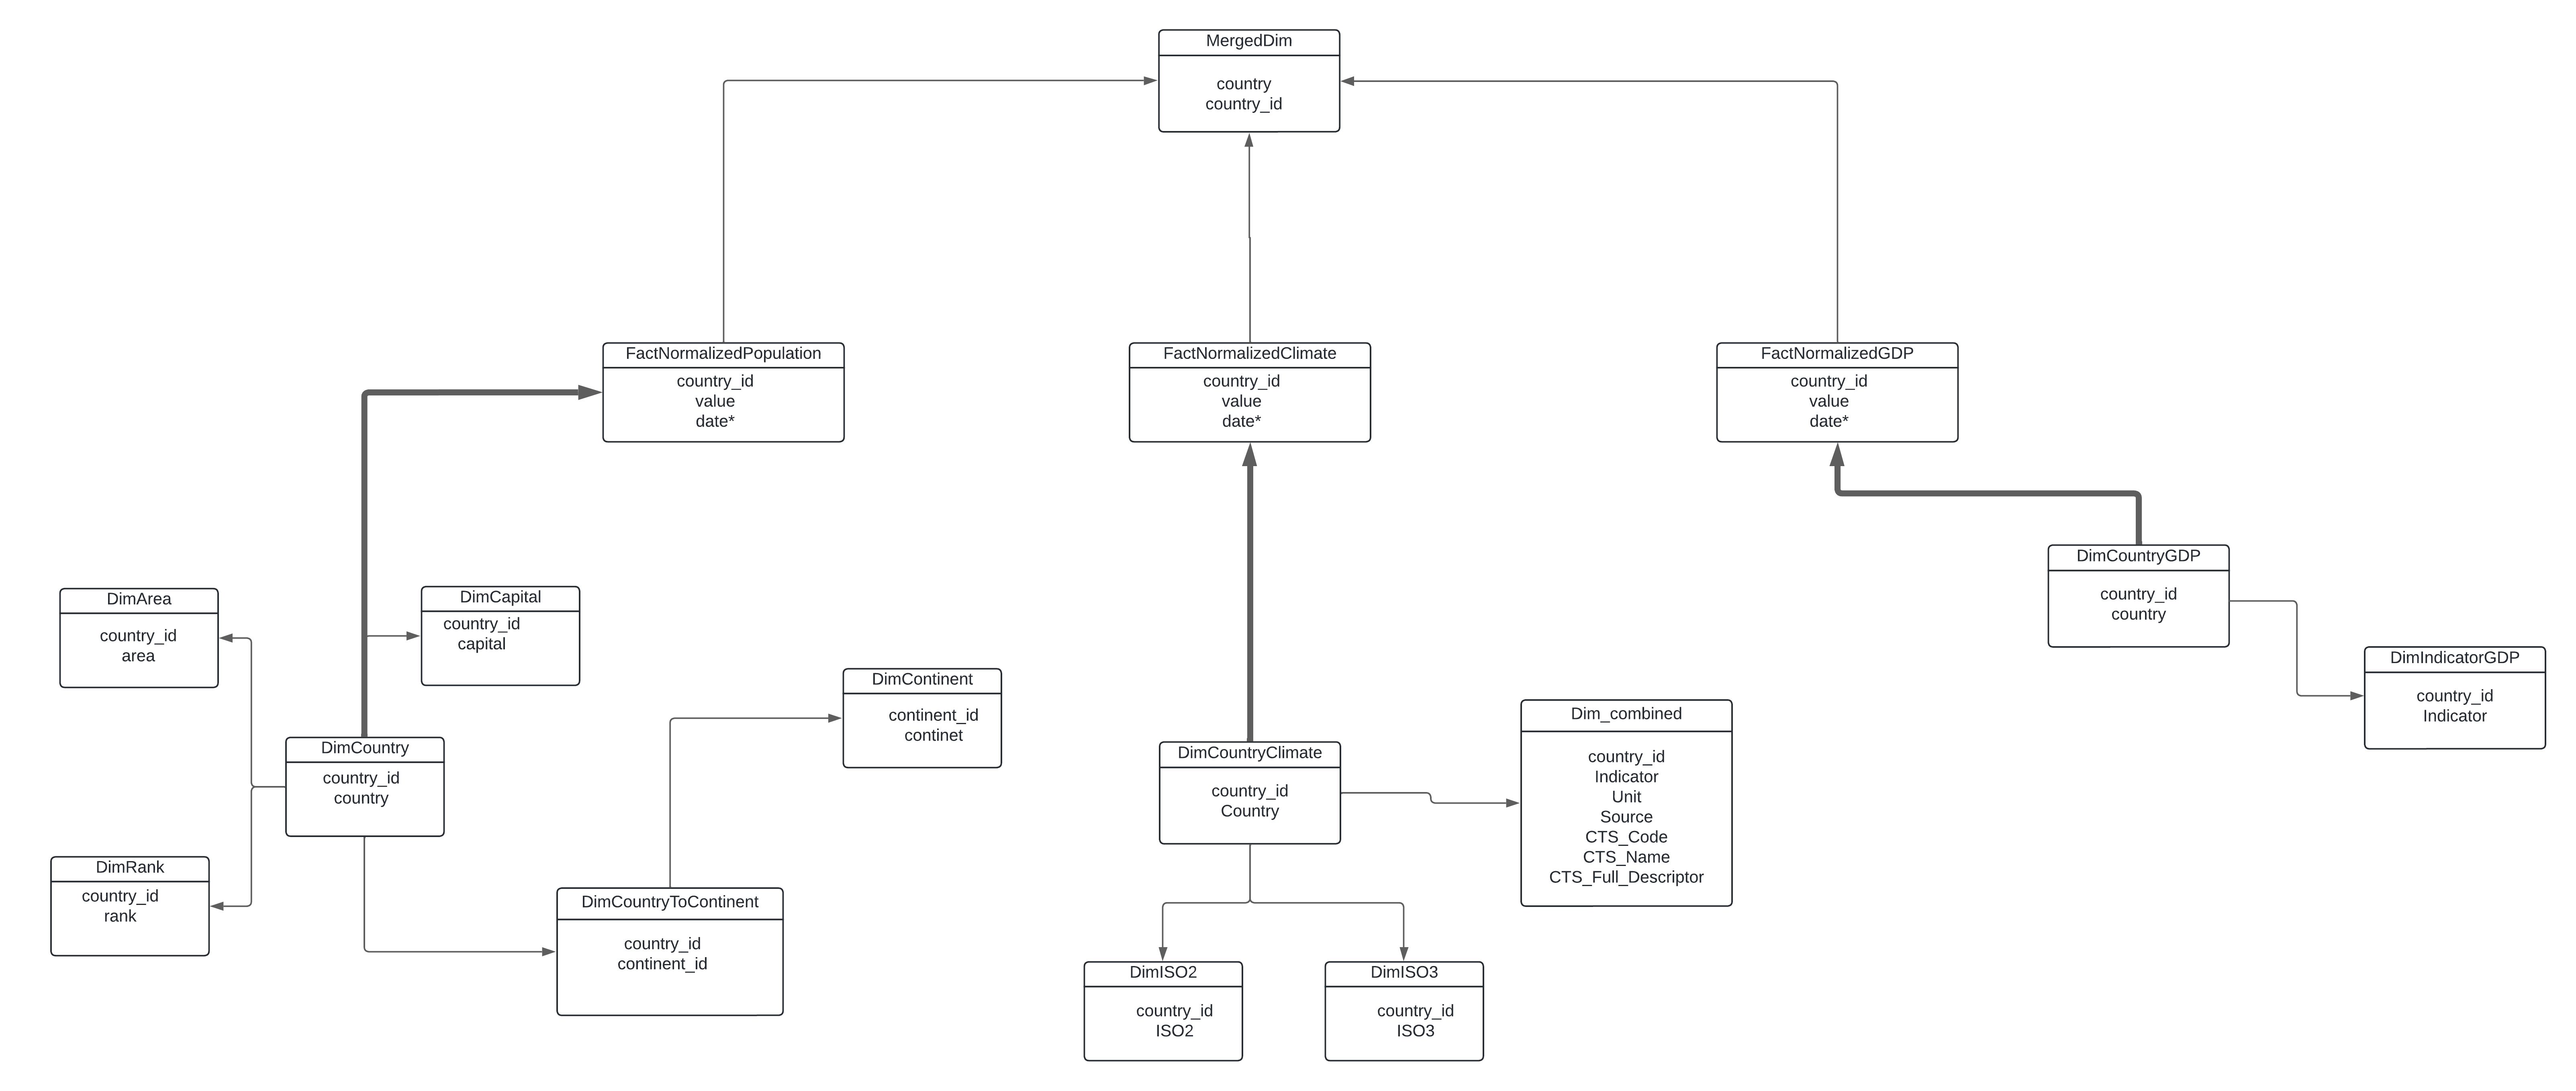 MergedDim
country
country_id
FactNormalizedPopulation
country_id
value
date*
FactNormalizedClimate
country_id
value
date*
FactNormalizedGDP
country_id
value
date*
DimCountryGDP
country_id
country
DimIndicatorGDP
country_id
Indicator
DimArea
country_id
area
DimCapital
country_id
capital
DimContinent
continent_id
continet
DimCountry
country_id
country
DimRank
country_id
rank
DimCountryToContinent
country_id
continent_id
DimCountryClimate
country_id
Country
Dim_combined
country_id
Indicator
Unit
Source
CTS_Code
CTS_Name
CTS_Full_Descriptor
DimISO2
country_id
ISO2
DimISO3
country_id
ISO3